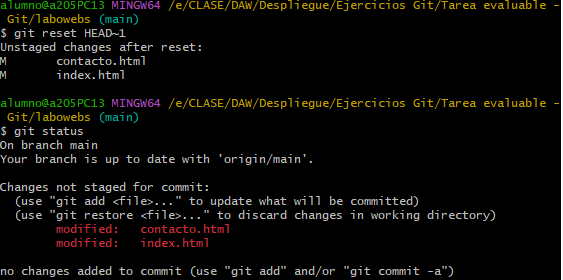 alumno@a205PC13 MINGW64 /e/CLASE/DAW/Despliegue/Ejercicios Git/Tarea evaluable -
 Git/labowebs (main)
$ git reset HEAD~1
Unstaged changes after reset:
M       contacto.html
M       index.html
alumno@a205PC13 MINGW64 /e/CLASE/DAW/Despliegue/Ejercicios Git/Tarea evaluable -
 Git/labowebs (main)
$ git status
On branch main
Your branch is up to date with 'origin/main'.
Changes not staged for commit:
  (use "git add <file>..." to update what will be committed)
  (use "git restore <file>..." to discard changes in working directory)
        modified:   contacto.html
        modified:   index.html
no changes added to commit (use "git add" and/or "git commit -a")